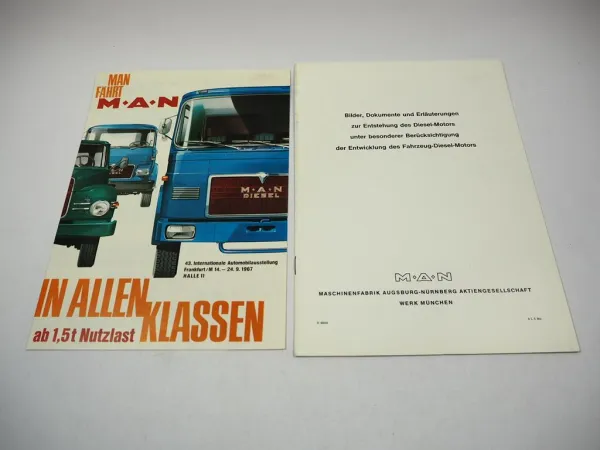 MAN
FAHRT
M·A·N
M·A·N
DIESEL
43. Internationale Automobilausstellung
Frankfurt/M 14. — 24. 9. 1967
HALLE II
IN ALLEN
KLASSEN
ab 1,5 t Nutzlast
Bilder, Dokumente und Erläuterungen
zur Entstehung des Diesel-Motors
unter besonderer Berücksichtigung
der Entwicklung des Fahrzeug-Diesel-Motors
M·A·N
MASCHINENFABRIK AUGSBURG-NÜRNBERG AKTIENGESELLSCHAFT
WERK MÜNCHEN